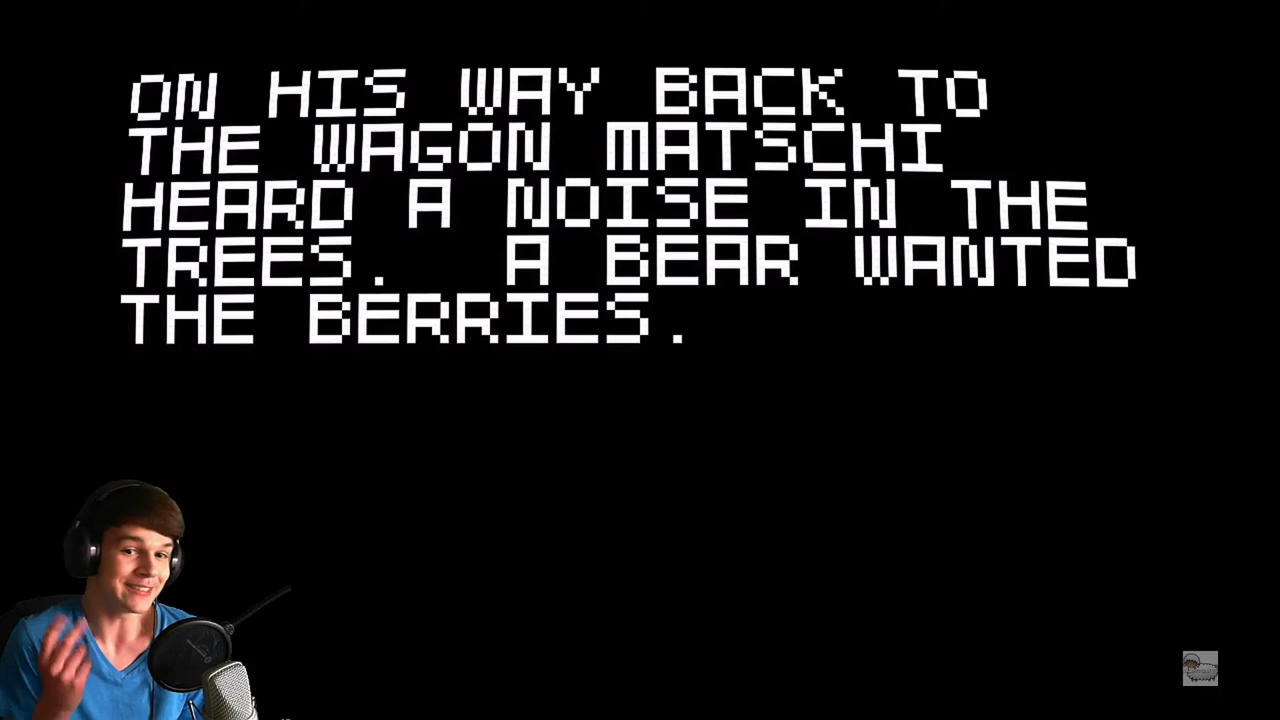 ON HIS WAY BACK TO
THE WAGON MATSCHI
HEARD A NOISE IN THE
TREES. A BEAR WANTED
THE BERRIES.